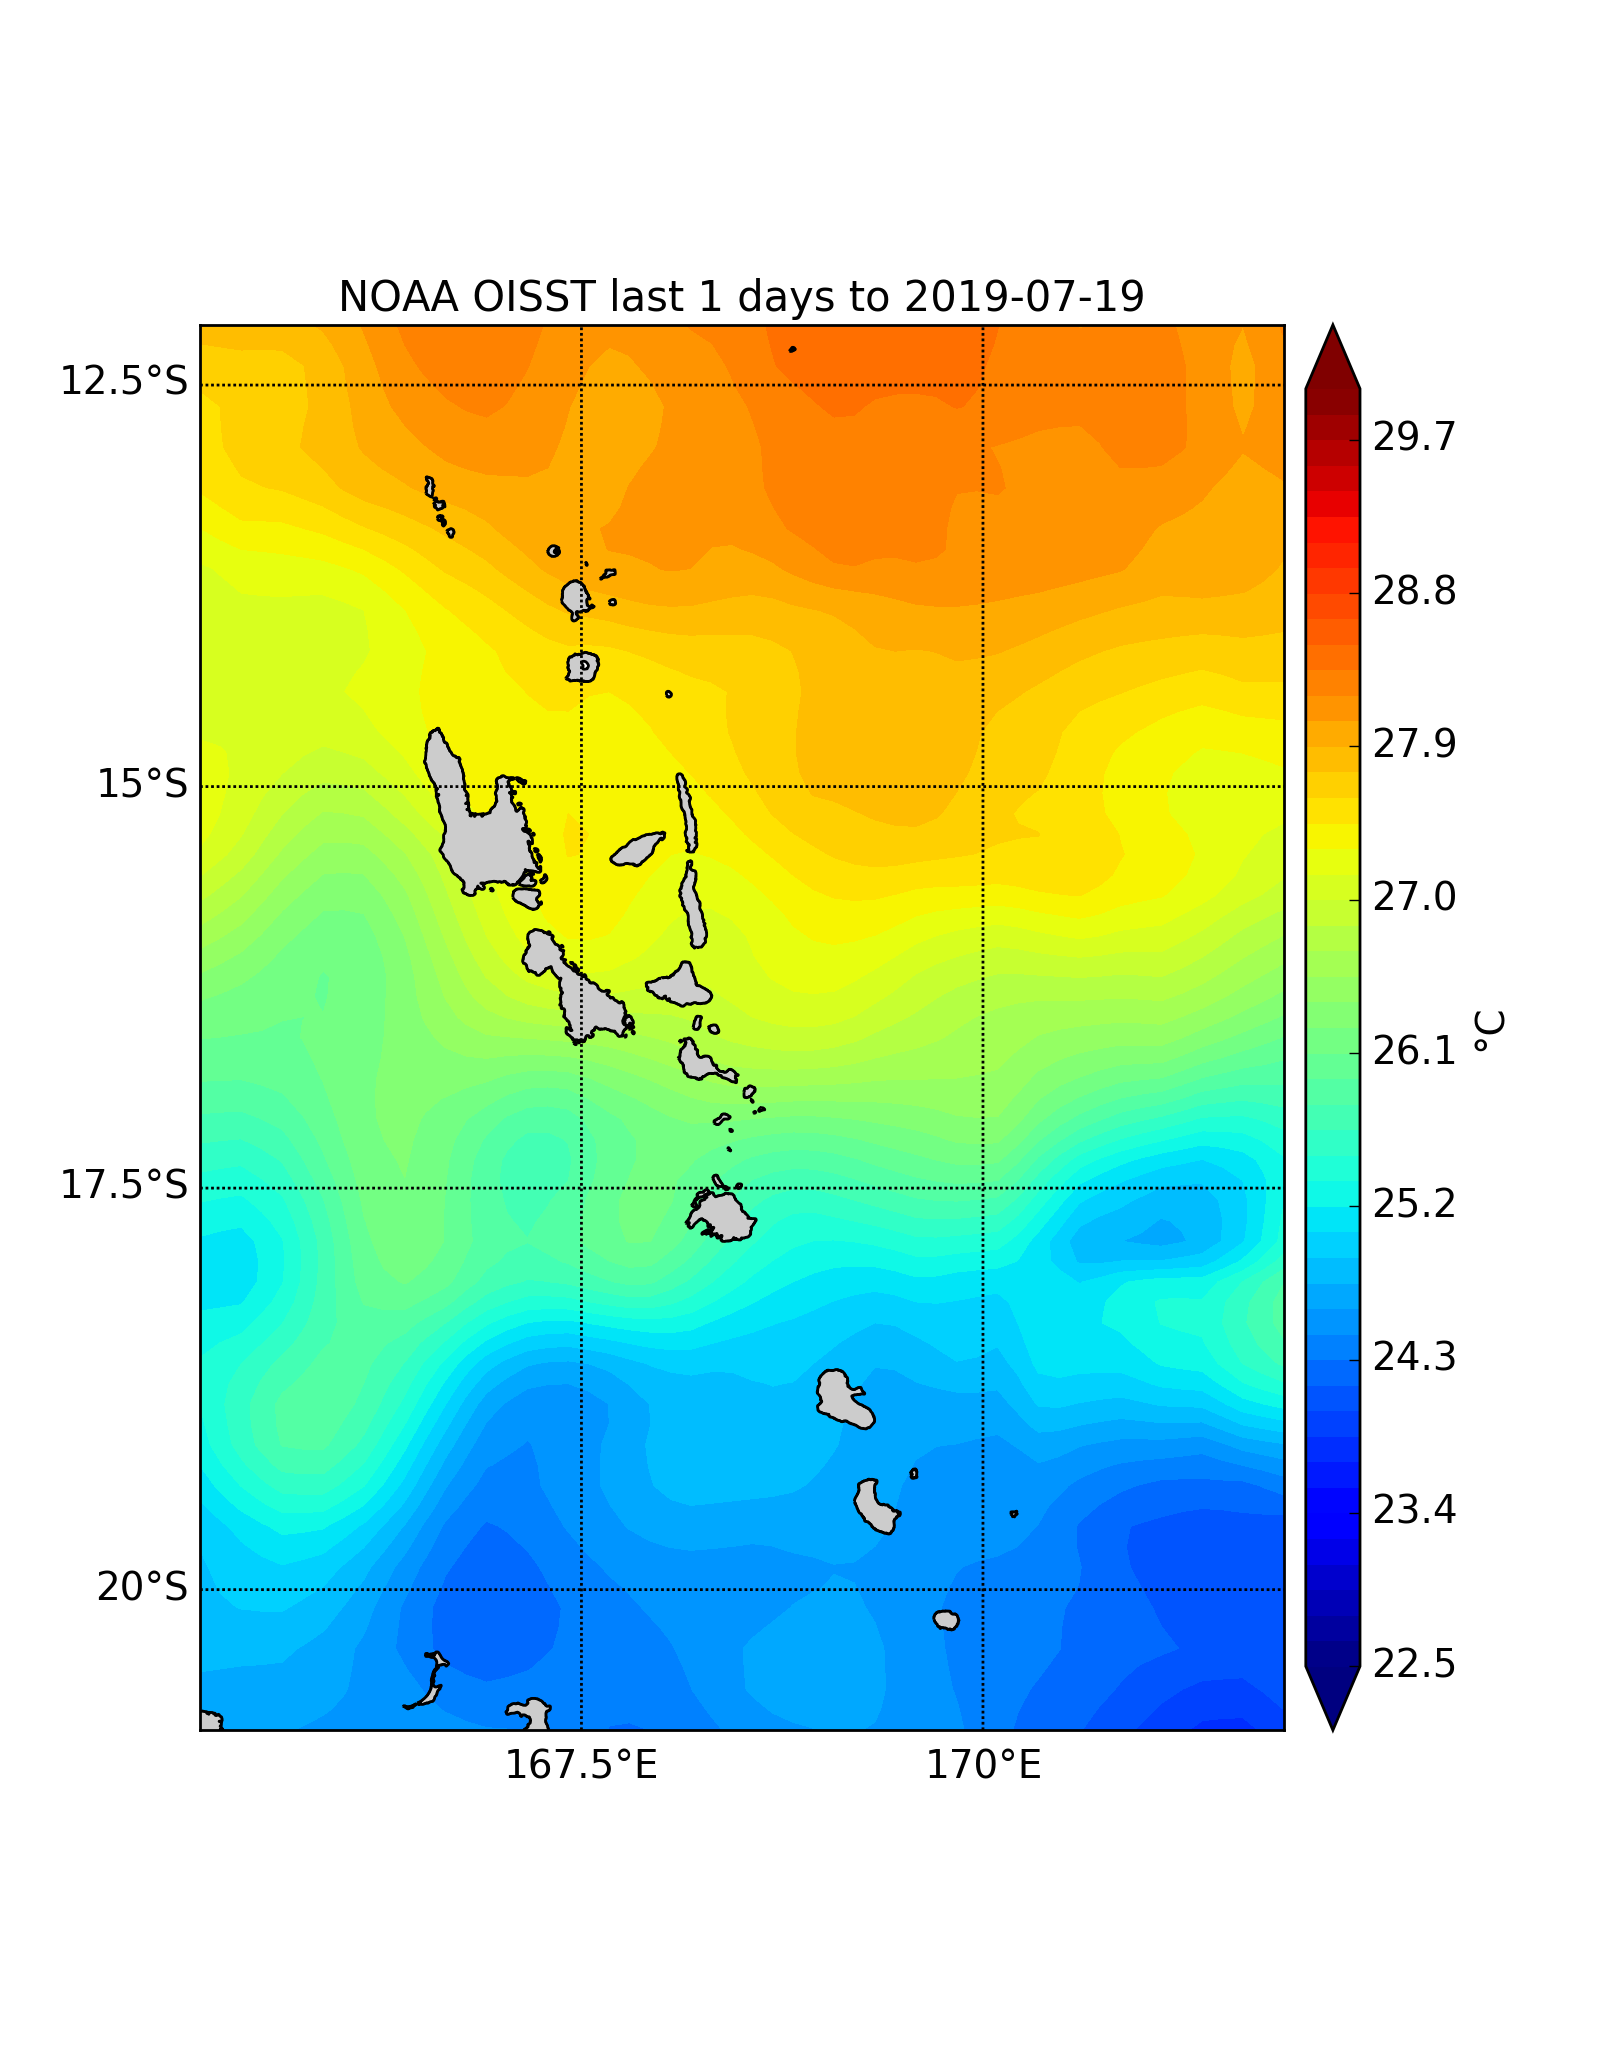 NOAA OISST last 1 days to 2019-07-19
12.5°S
15°S
17.5°S
20°S
167.5°E
170°E
29.7
28.8
27.9
27.0
26.1
25.2
24.3
23.4
22.5
°C